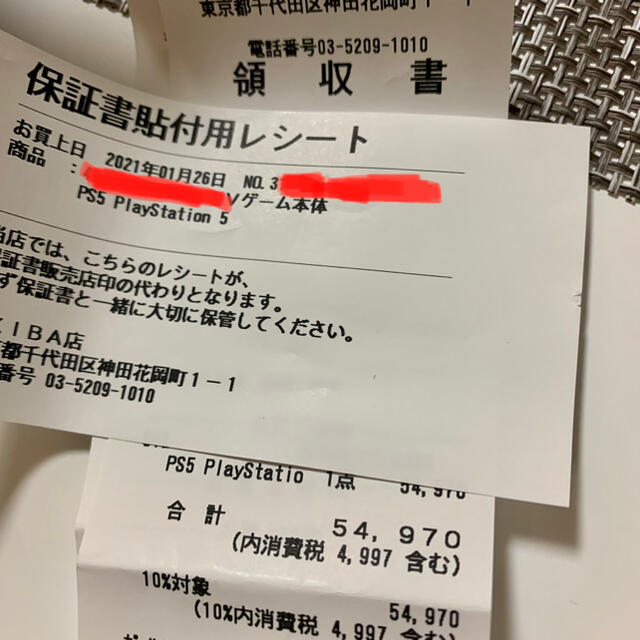 東京都千代田区神田花岡町1-1
電話番号03-5209-1010
領収書
保証書貼付用レシート
お買上日 2021年01月26日 NO.3
商品 :
ゲーム本体
PS5 PlayStation 5
当店では、こちらのレシートが、
保証書販売店印の代わりとなります。
ず保証書と一緒に大切に保管してください。
KIBA店
都千代田区神田花岡町1-1
番号 03-5209-1010
PS5 PlayStatio 1点 54,970
合計 54,970
(内消費税 4,997 含む)
10%対象 54,970
(10%内消費税 4,997 含む)